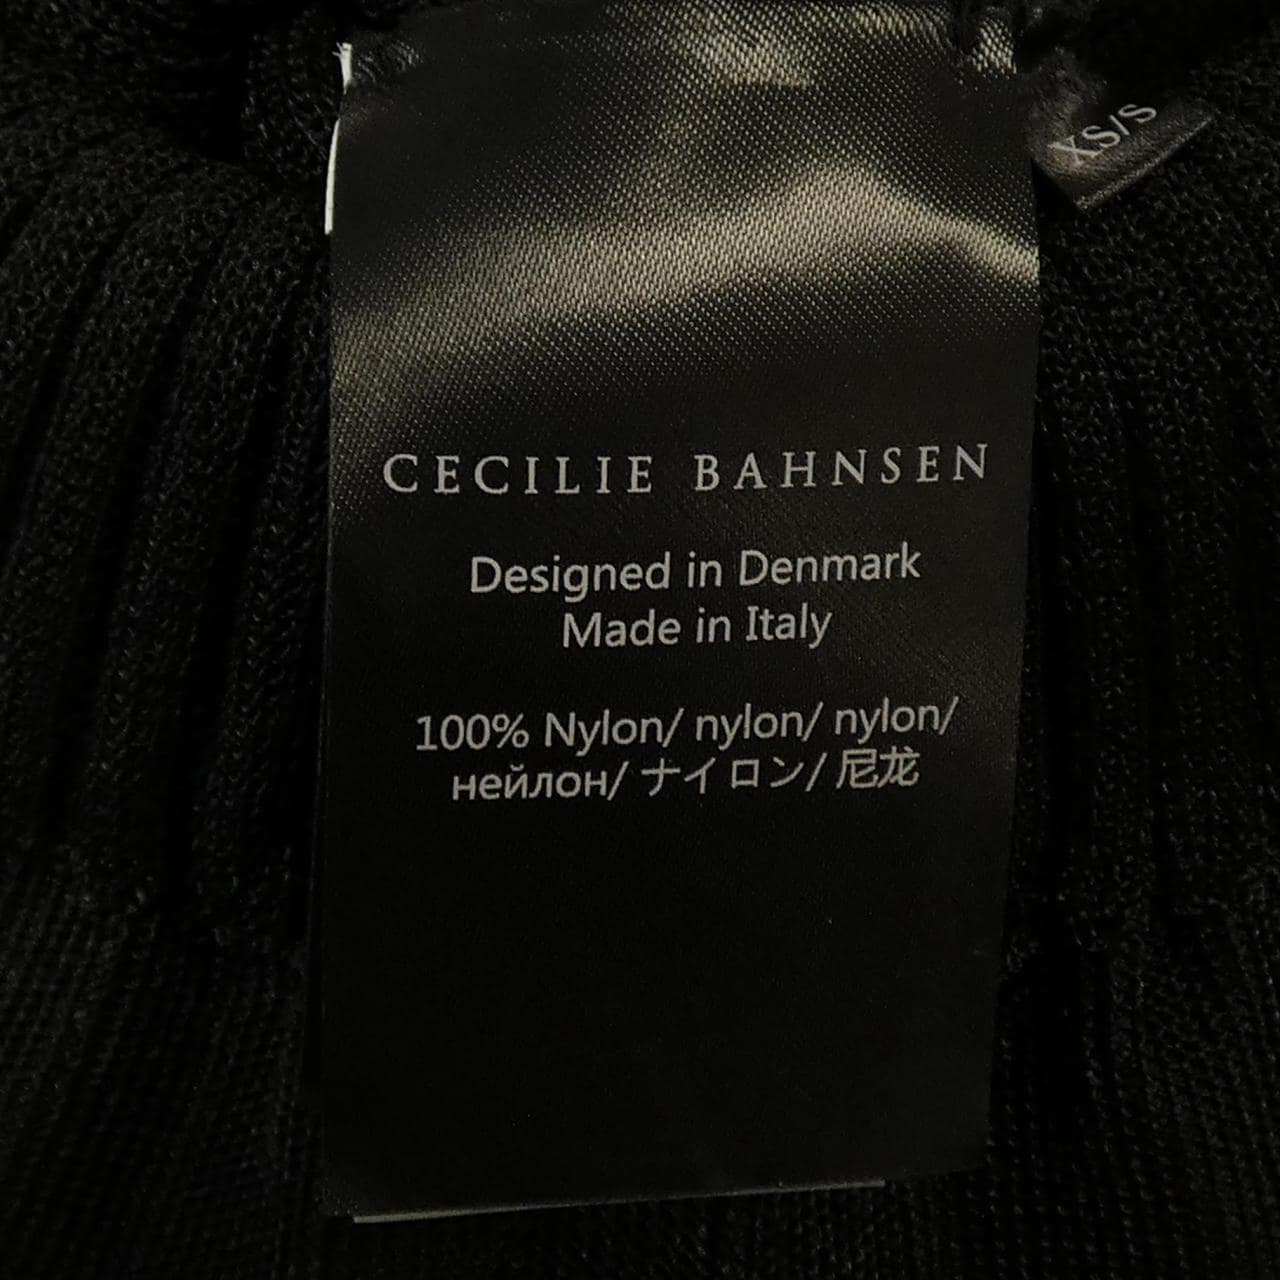 XS/S
CECILIE BAHNSEN
Designed in Denmark
Made in Italy
100% Nylon/ nylon/ nylon/
нейлон/ ナイロン/ 尼龙